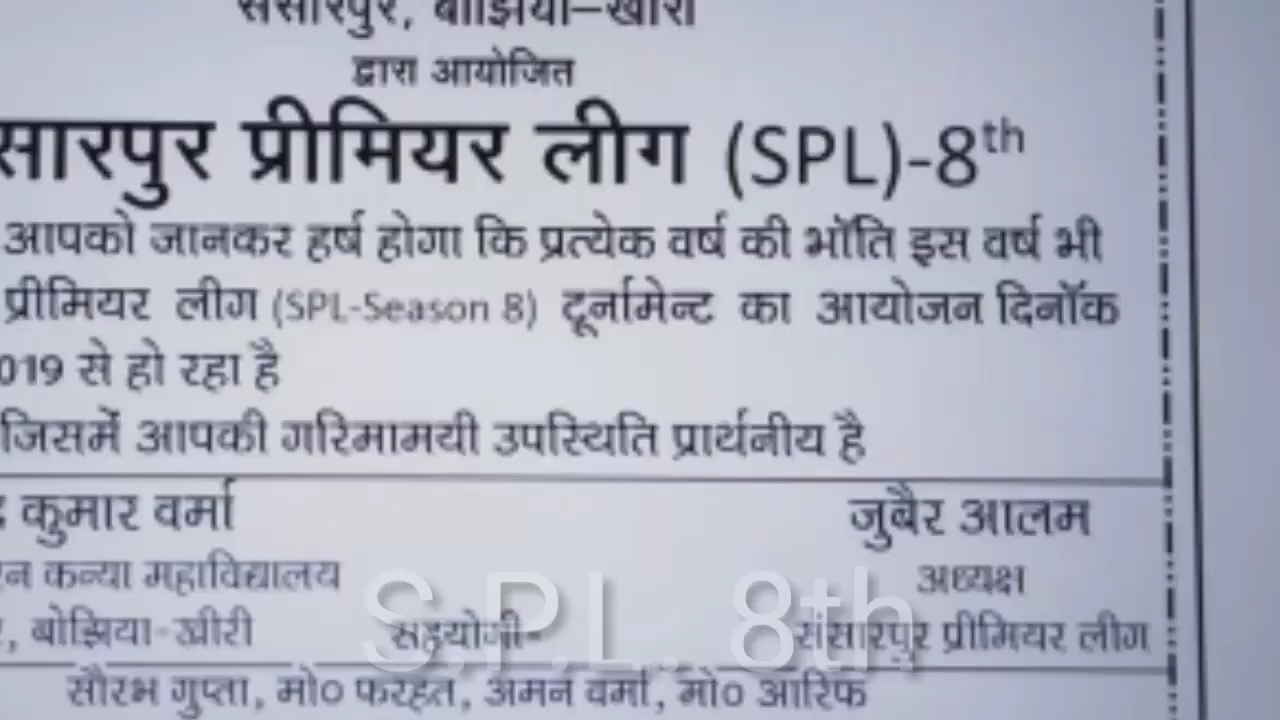 संसारपुर, बोझिया–खीरी
द्वारा आयोजित
सारपुर प्रीमियर लीग (SPL)-8th
आपको जानकर हर्ष होगा कि प्रत्येक वर्ष की भॉति इस वर्ष भी
प्रीमियर लीग (SPL-Season 8) टूर्नामेन्ट का आयोजन दिनॉक
019 से हो रहा है
जिसमें आपकी गरिमामयी उपस्थिति प्रार्थनीय है
कुमार वर्मा
जुबैर आलम
न कन्या महाविद्यालय
अध्यक्ष
, बोझिया-खीरी
सहयोगी-
संसारपुर प्रीमियर लीग
S.P.L. 8th
सौरभ गुप्ता, मो० फरहत, अमन वर्मा, मो० आरिफ